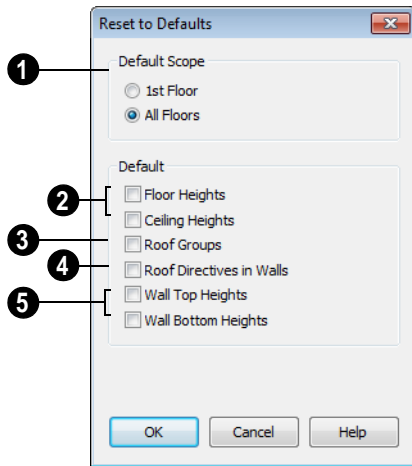 Reset to Defaults
1
Default Scope
1st Floor
All Floors
Default
2
Floor Heights
Ceiling Heights
3
Roof Groups
4
Roof Directives in Walls
5
Wall Top Heights
Wall Bottom Heights
OK Cancel Help